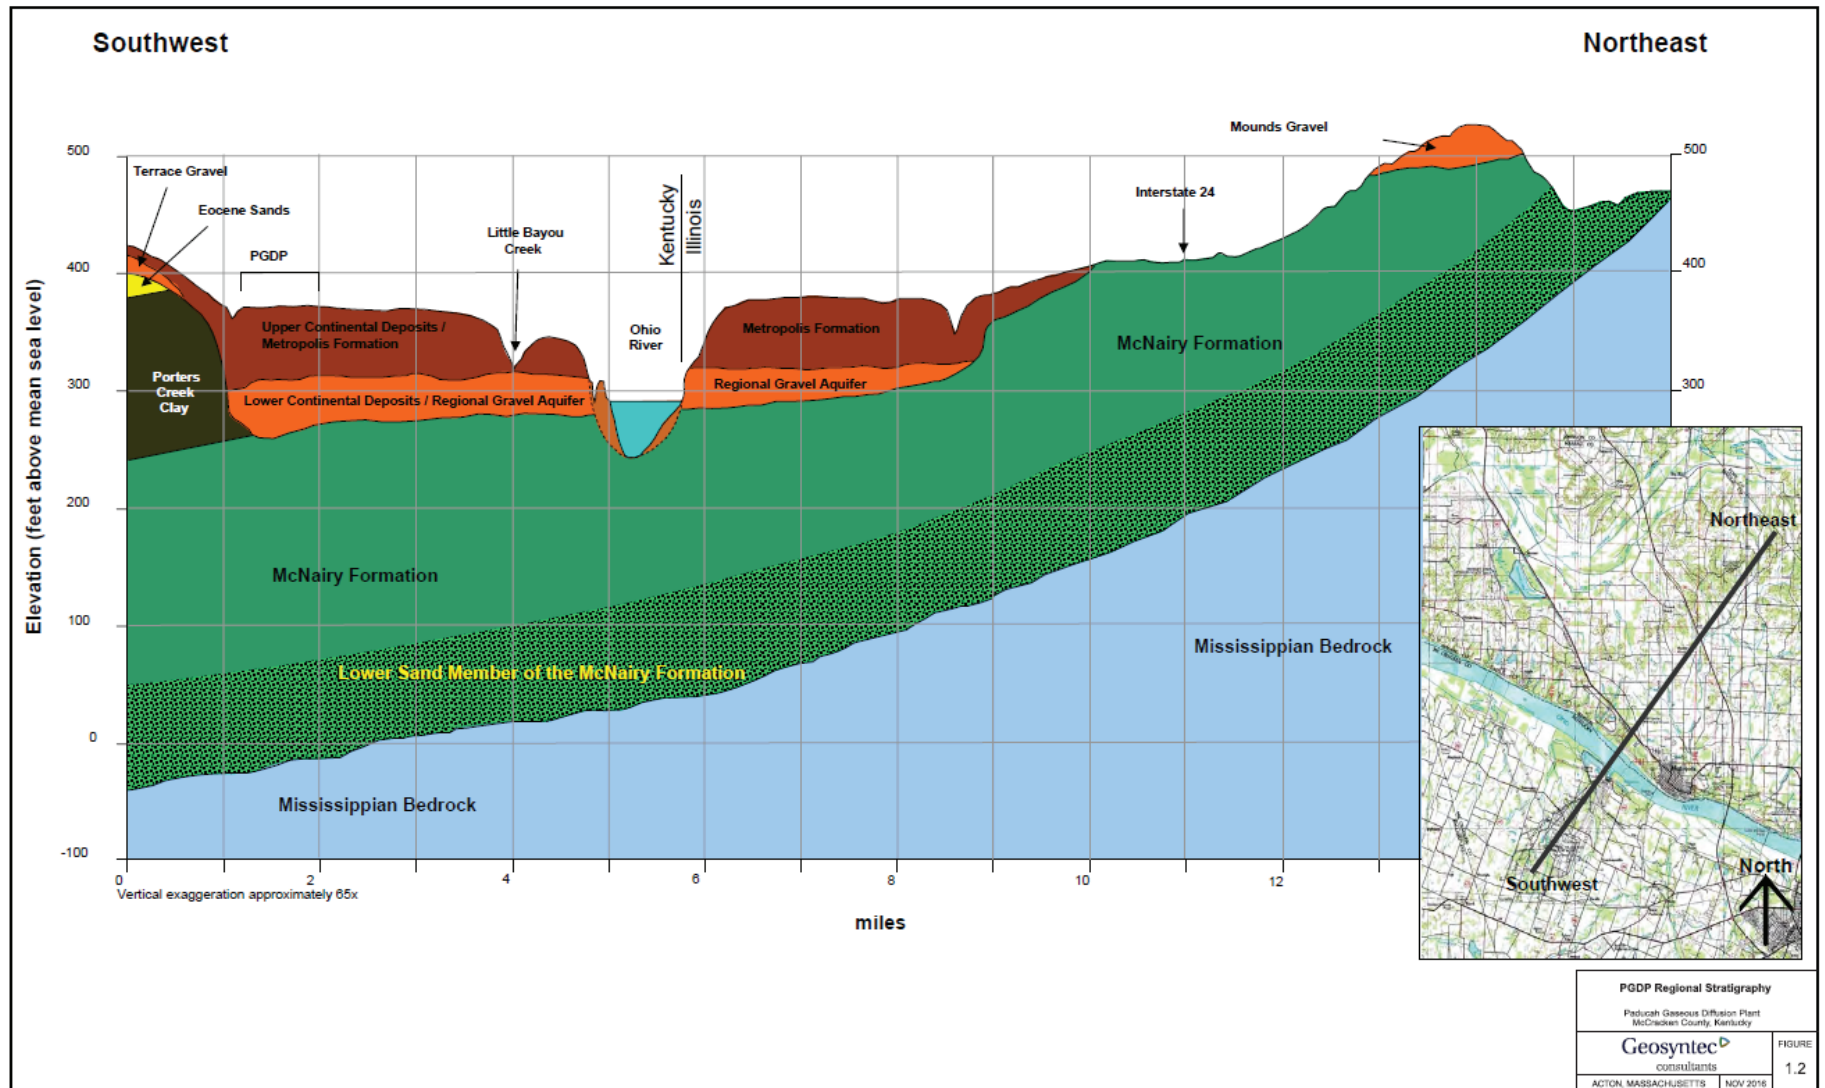 Southwest
Northeast
Mounds Gravel
500
500
Terrace Gravel
Eocene Sands
Interstate 24
Kentucky
Illinois
Little Bayou
Creek
PGDP
400
400
Upper Continental Deposits /
Metropolis Formation
Ohio
River
Metropolis Formation
McNairy Formation
Porters
Creek
Clay
300
300
Lower Continental Deposits / Regional Gravel Aquifer
Regional Gravel Aquifer
Elevation (feet above mean sea level)
200
McNairy Formation
100
Lower Sand Member of the McNairy Formation
Mississippian Bedrock
0
Mississippian Bedrock
-100
0
2
4
6
8
10
12
Vertical exaggeration approximately 65x
miles
Northeast
Southwest
North
PGDP Regional Stratigraphy
Paducah Gaseous Diffusion Plant
McCracken County, Kentucky
Geosyntec
consultants
FIGURE
1.2
ACTON, MASSACHUSETTS
NOV 2016